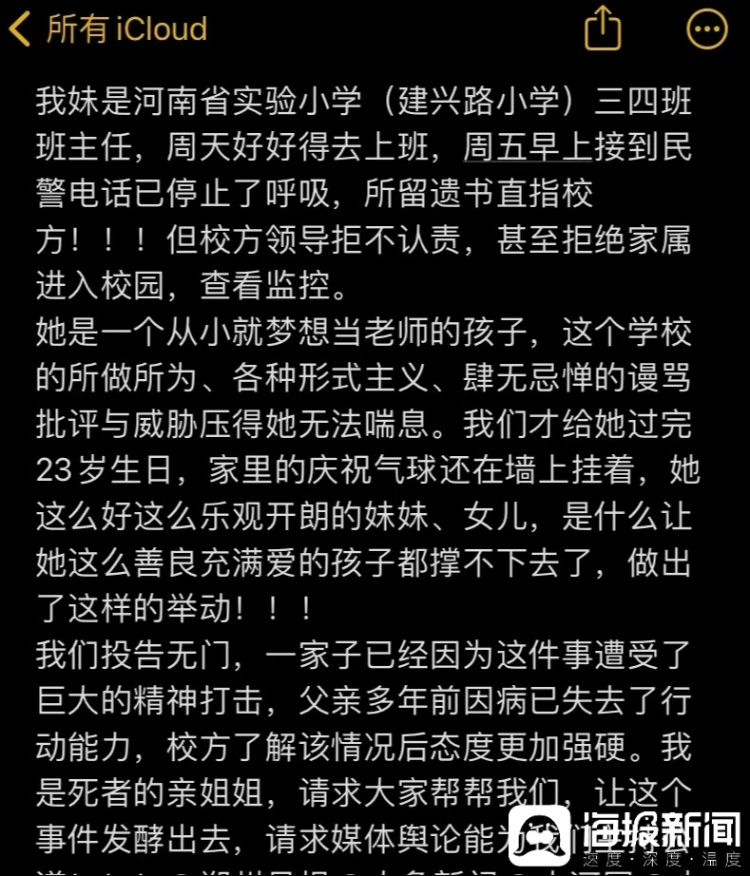 所有 iCloud
我妹是河南省实验小学（建兴路小学）三四班
班主任，周天好好得去上班，周五早上接到民
警电话已停止了呼吸，所留遗书直指校
方！！！但校方领导拒不认责，甚至拒绝家属
进入校园，查看监控。
她是一个从小就梦想当老师的孩子，这个学校
的所做所为、各种形式主义、肆无忌惮的谩骂
批评与威胁压得她无法喘息。我们才给她过完
23岁生日，家里的庆祝气球还在墙上挂着，她
这么好这么乐观开朗的妹妹、女儿，是什么让
她这么善良充满爱的孩子都撑不下去了，做出
了这样的举动！！！
我们投告无门，一家子已经因为这件事遭受了
巨大的精神打击，父亲多年前因病已失去了行
动能力，校方了解该情况后态度更加强硬。我
是死者的亲姐姐，请求大家帮帮我们，让这个
事件发酵出去，请求媒体舆论能为我们
海报新闻
速度·深度·温度